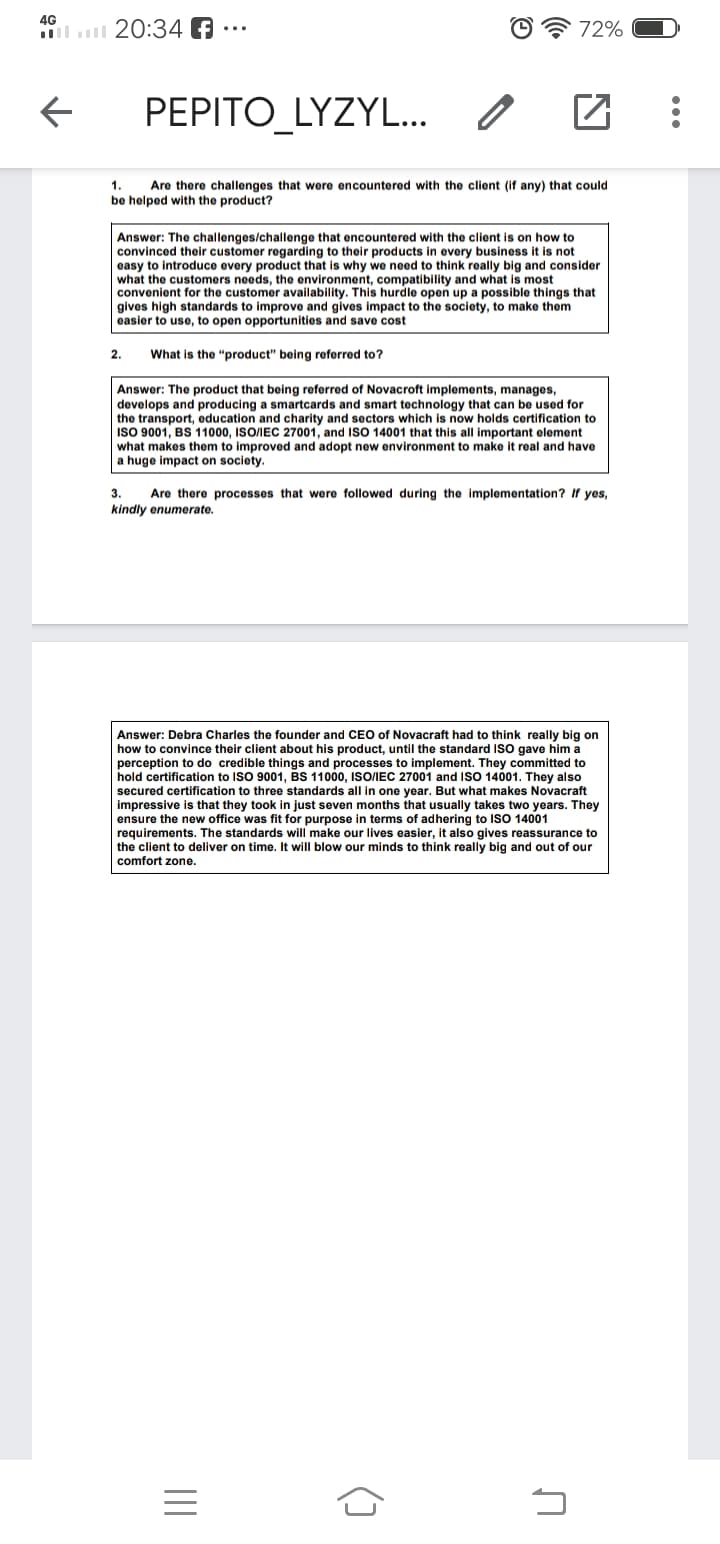 4G
20:34 ...
72%
PEPITO_LYZYL...
1. Are there challenges that were encountered with the client (if any) that could
be helped with the product?
Answer: The challenges/challenge that encountered with the client is on how to
convinced their customer regarding to their products in every business it is not
easy to introduce every product that is why we need to think really big and consider
what the customers needs, the environment, compatibility and what is most
convenient for the customer availability. This hurdle open up a possible things that
gives high standards to improve and gives impact to the society, to make them
easier to use, to open opportunities and save cost
2. What is the “product" being referred to?
Answer: The product that being referred of Novacroft implements, manages,
develops and producing a smartcards and smart technology that can be used for
the transport, education and charity and sectors which is now holds certification to
ISO 9001, BS 11000, ISO/IEC 27001, and ISO 14001 that this all important element
what makes them to improved and adopt new environment to make it real and have
a huge impact on society.
3. Are there processes that were followed during the implementation? If yes,
kindly enumerate.
Answer: Debra Charles the founder and CEO of Novacraft had to think really big on
how to convince their client about his product, until the standard ISO gave him a
perception to do credible things and processes to implement. They committed to
hold certification to ISO 9001, BS 11000, ISO/IEC 27001 and ISO 14001. They also
secured certification to three standards all in one year. But what makes Novacraft
impressive is that they took in just seven months that usually takes two years. They
ensure the new office was fit for purpose in terms of adhering to ISO 14001
requirements. The standards will make our lives easier, it also gives reassurance to
the client to deliver on time. It will blow our minds to think really big and out of our
comfort zone.